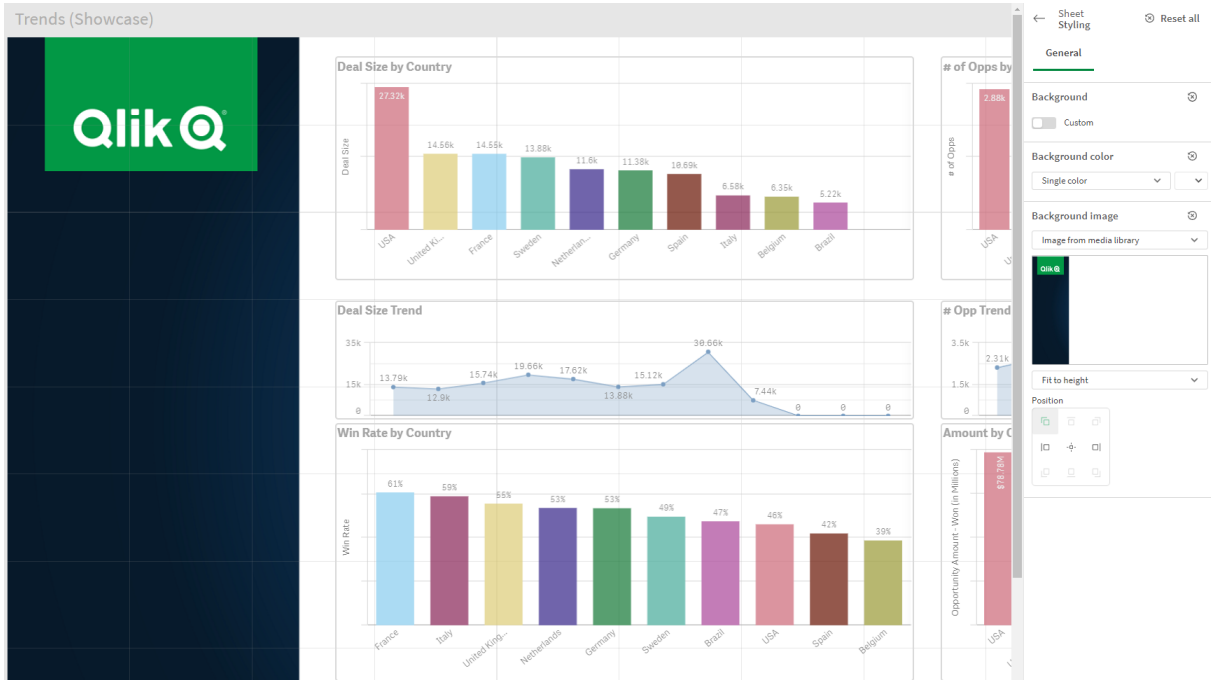 Trends (Showcase)
Qlik
Deal Size by Country
Deal Size
27.32k
14.56k
14.55k
13.88k
11.6k
11.38k
10.69k
6.58k
6.35k
5.22k
USA
United Ki...
France
Sweden
Netherlan...
Germany
Spain
Italy
Belgium
Brazil
# of Opps by
# of Opps
2.88k
USA
Deal Size Trend
35k
15k
0
13.79k
12.9k
15.74k
19.66k
17.62k
13.88k
15.12k
30.66k
7.44k
0
0
0
# Opp Trend
3.5k
1.5k
0
2.31k
Win Rate by Country
Win Rate
61%
59%
55%
53%
53%
49%
47%
46%
42%
39%
France
Italy
United King...
Netherlands
Germany
Sweden
Brazil
USA
Spain
Belgium
Amount by C
Opportunity Amount - Won (in Millions)
$78.78M
USA
Sheet
Styling
Reset all
General
Background
Custom
Background color
Single color
Background image
Image from media library
Qlik
Fit to height
Position